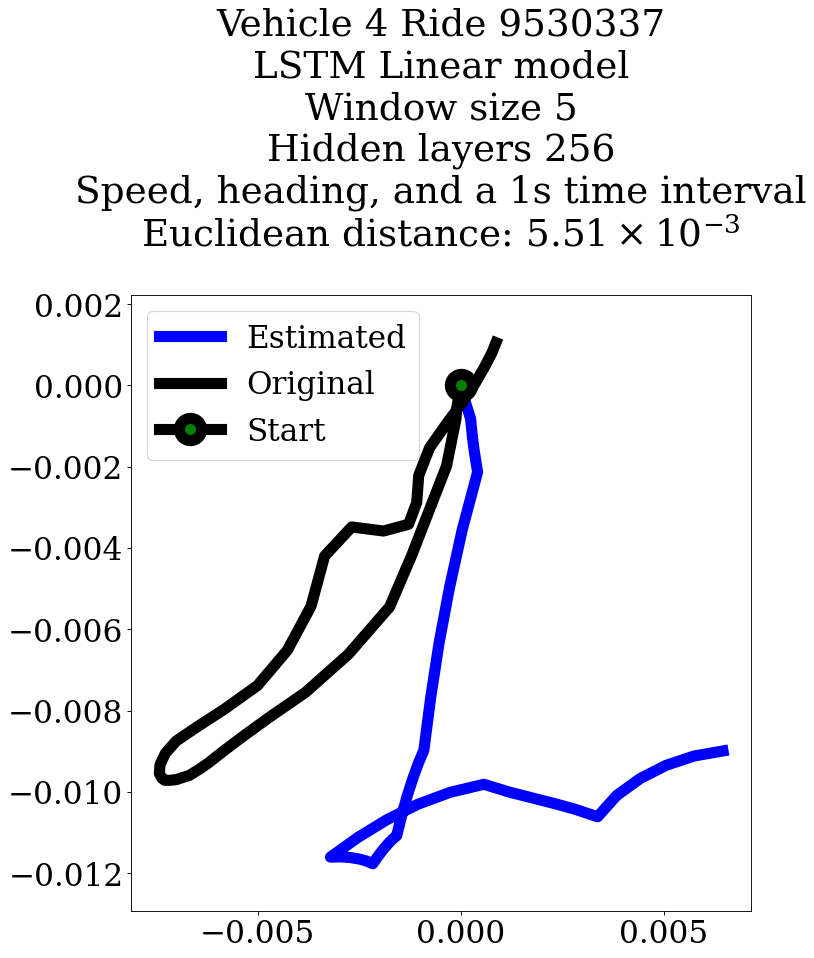 Vehicle 4 Ride 9530337
LSTM Linear model
Window size 5
Hidden layers 256
Speed, heading, and a 1s time interval
Euclidean distance: 5.51 × 10⁻³
Estimated
Original
Start
0.002
0.000
−0.002
−0.004
−0.006
−0.008
−0.010
−0.012
−0.005 0.000 0.005